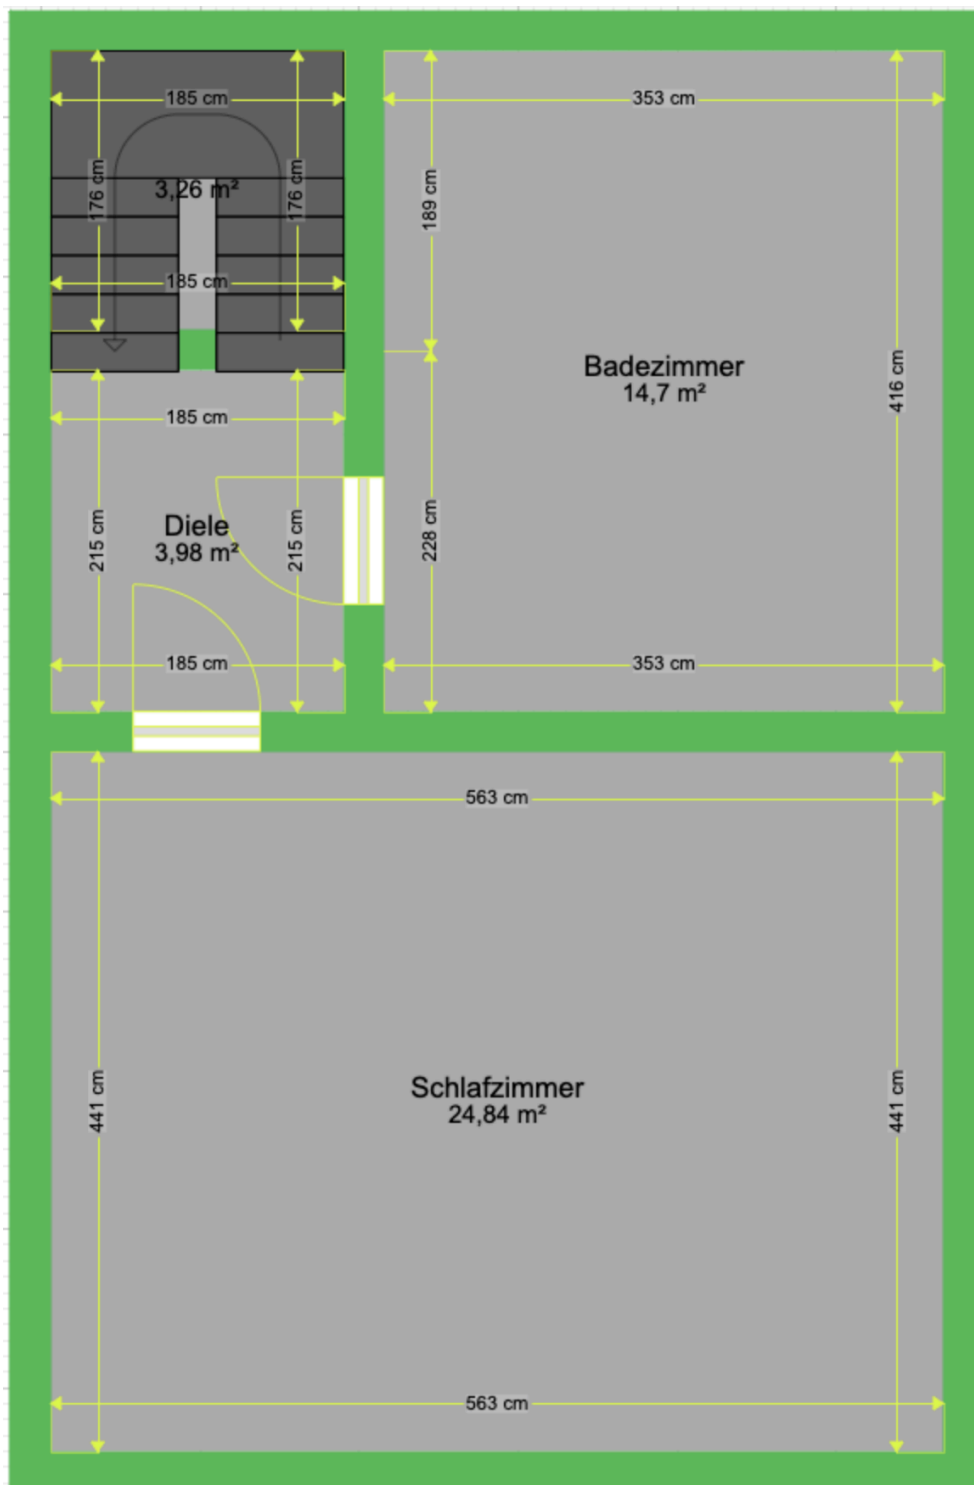 185 cm
353 cm
176 cm
3,26 m²
176 cm
189 cm
185 cm
Badezimmer
14,7 m²
416 cm
185 cm
215 cm
Diele
3,98 m²
215 cm
228 cm
185 cm
353 cm
563 cm
441 cm
Schlafzimmer
24,84 m²
441 cm
563 cm